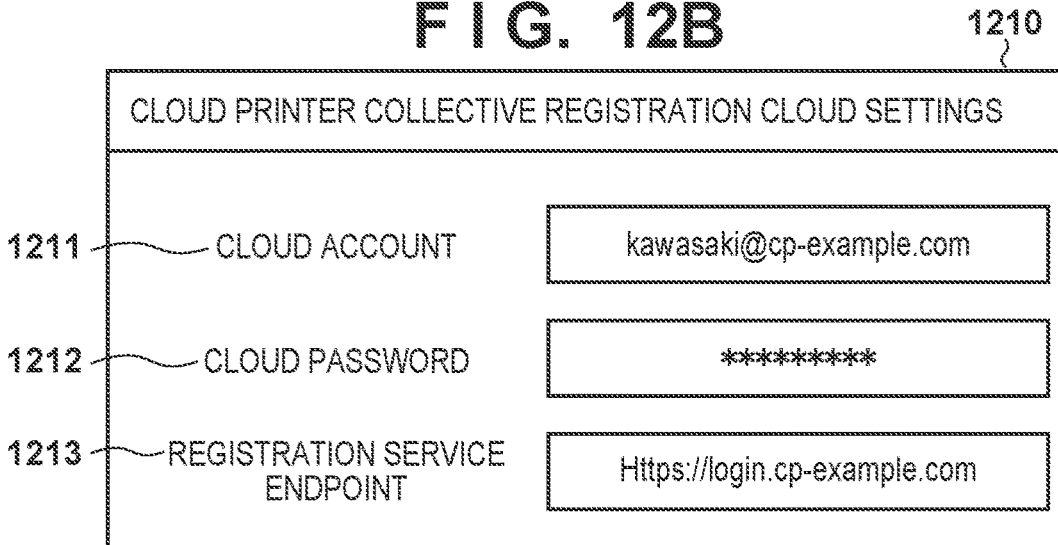 FIG. 12B
1210
CLOUD PRINTER COLLECTIVE REGISTRATION CLOUD SETTINGS
1211 CLOUD ACCOUNT kawasaki@cp-example.com
1212 CLOUD PASSWORD *********
1213 REGISTRATION SERVICE ENDPOINT Https://login.cp-example.com